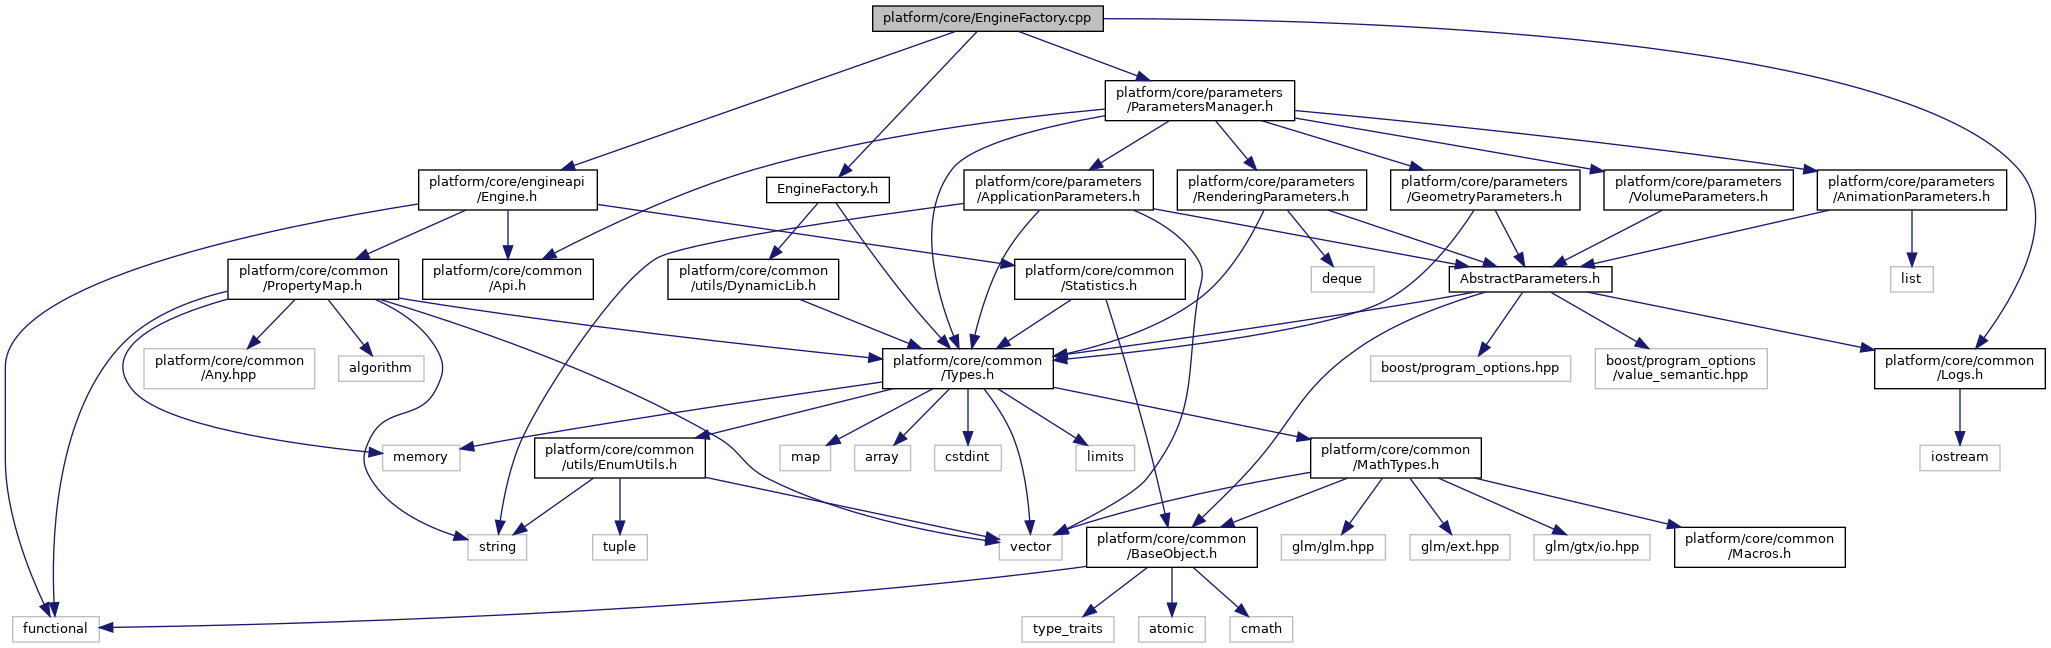 platform/core/EngineFactory.cpp
platform/core/parameters
/ParametersManager.h
platform/core/engineapi
/Engine.h
EngineFactory.h
platform/core/parameters
/ApplicationParameters.h
platform/core/parameters
/RenderingParameters.h
platform/core/parameters
/GeometryParameters.h
platform/core/parameters
/VolumeParameters.h
platform/core/parameters
/AnimationParameters.h
platform/core/common
/PropertyMap.h
platform/core/common
/Api.h
platform/core/common
utils/DynamicLib.h
platform/core/common
/Statistics.h
deque
AbstractParameters.h
list
platform/core/common
/Any.hpp
algorithm
platform/core/common
/Types.h
boost/program_options.hpp
boost/program_options
/value_semantic.hpp
platform/core/common
/Logs.h
memory
platform/core/common
/utils/EnumUtils.h
map
array
cstdint
limits
platform/core/common
/MathTypes.h
iostream
string
tuple
vector
platform/core/common
/BaseObject.h
glm/glm.hpp
glm/ext.hpp
glm/gtx/io.hpp
platform/core/common
/Macros.h
functional
type_traits
atomic
cmath